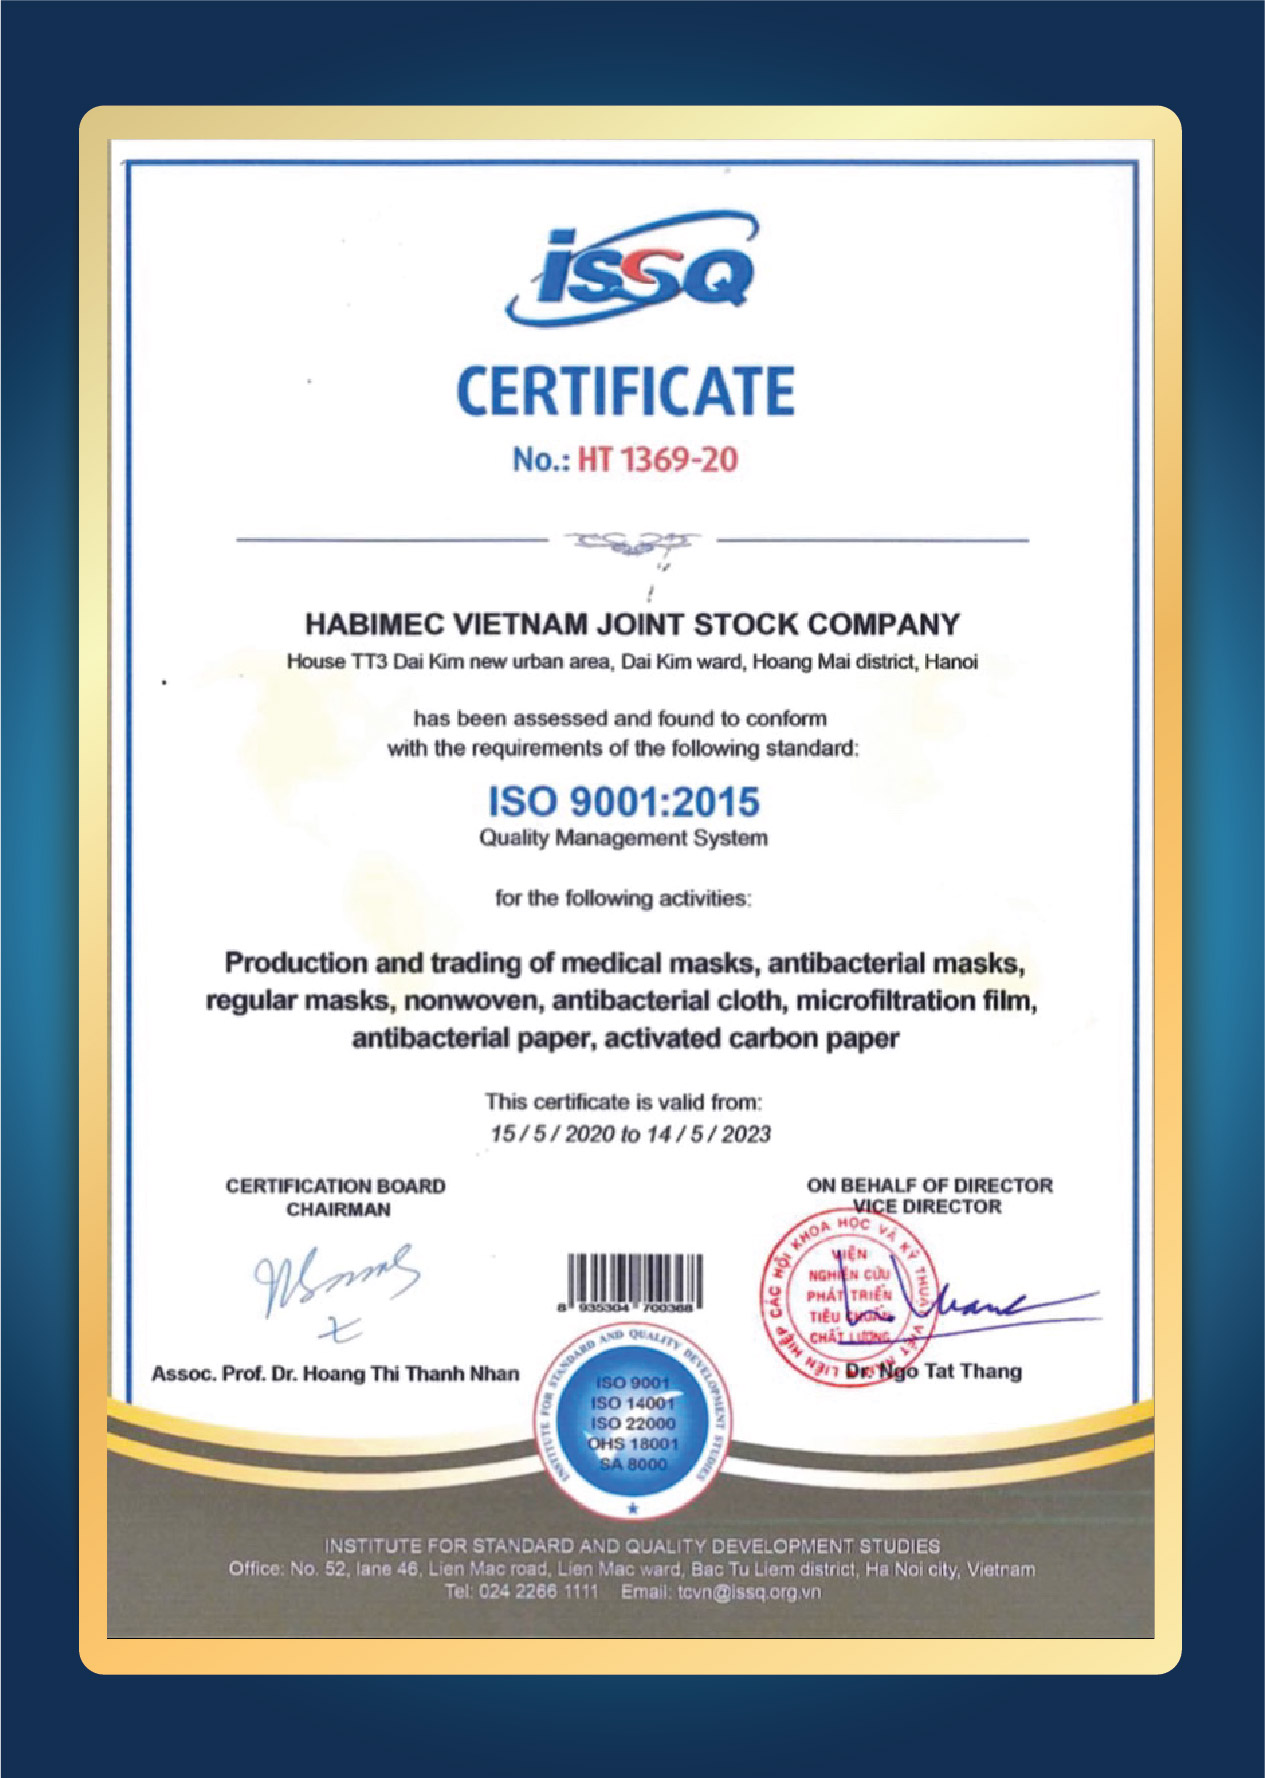 issQ
CERTIFICATE
No.: HT 1369-20
HABIMEC VIETNAM JOINT STOCK COMPANY
House TT3 Dai Kim new urban area, Dai Kim ward, Hoang Mai district, Hanoi
has been assessed and found to conform
with the requirements of the following standard:
ISO 9001:2015
Quality Management System
for the following activities:
Production and trading of medical masks, antibacterial masks,
regular masks, nonwoven, antibacterial cloth, microfiltration film,
antibacterial paper, activated carbon paper
This certificate is valid from:
15 / 5 / 2020 to 14 / 5 / 2023
CERTIFICATION BOARD
CHAIRMAN
ON BEHALF OF DIRECTOR
VICE DIRECTOR
LIÊN HIỆP CÁC HỘI KHOA HỌC VÀ KỸ THUẬT VIỆT NAM
VIỆN
NGHIÊN CỨU
PHÁT TRIỂN
TIÊU CHUẨN
CHẤT LƯỢNG
8 935304 700368
Assoc. Prof. Dr. Hoang Thi Thanh Nhan
Dr. Ngo Tat Thang
INSTITUTE FOR STANDARD AND QUALITY DEVELOPMENT STUDIES
ISO 9001
ISO 14001
ISO 22000
OHS 18001
SA 8000
INSTITUTE FOR STANDARD AND QUALITY DEVELOPMENT STUDIES
Office: No. 52, lane 46, Lien Mac road, Lien Mac ward, Bac Tu Liem district, Ha Noi city, Vietnam
Tel: 024 2266 1111 Email: tcvn@issq.org.vn